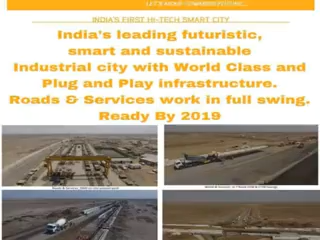 INDIA'S FIRST HI-TECH SMART CITY
India's leading futuristic,
smart and sustainable
Industrial city with World Class and
Plug and Play infrastructure.
Roads & Services work in full swing.
Ready By 2019